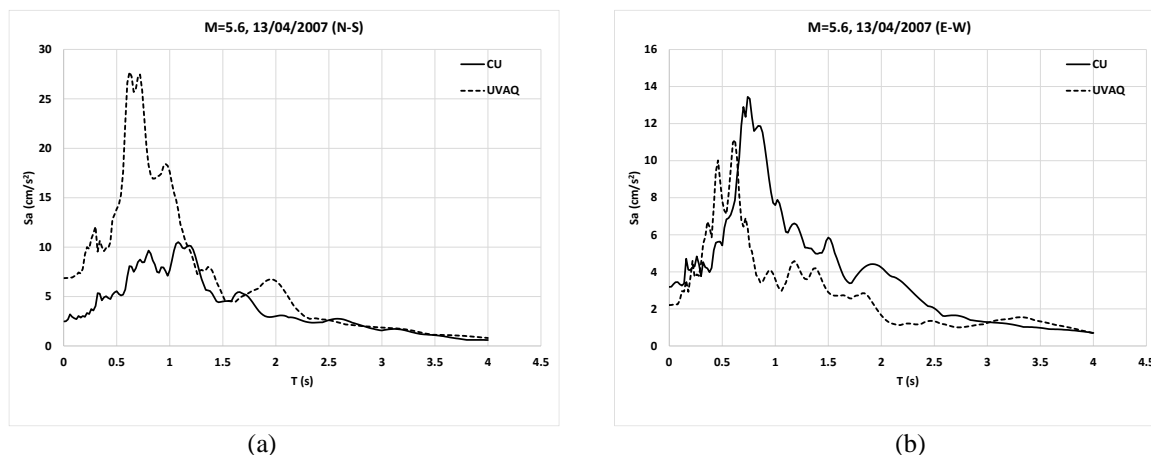 M=5.6, 13/04/2007 (N-S)
30
25
20
15
10
5
0
Sa (cm/s²)
CU
UVAQ
0 0.5 1 1.5 2 2.5 3 3.5 4 4.5
T (s)
(a)
M=5.6, 13/04/2007 (E-W)
16
14
12
10
8
6
4
2
0
Sa (cm/s²)
CU
UVAQ
0 0.5 1 1.5 2 2.5 3 3.5 4 4.5
T (s)
(b)